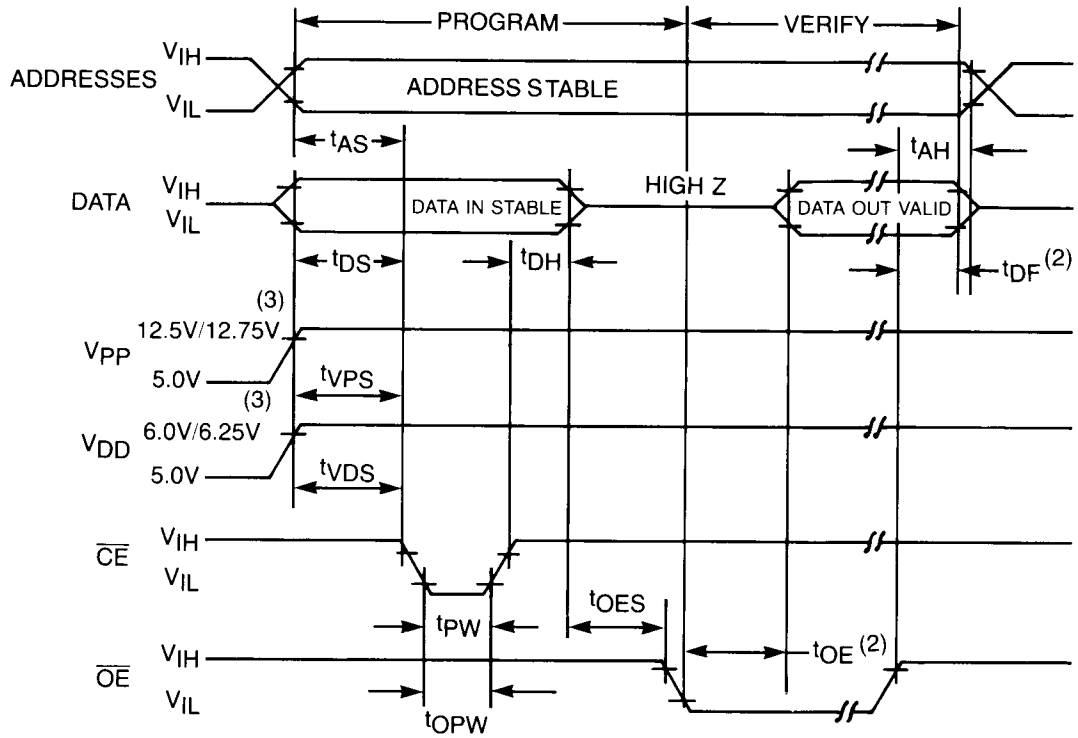 PROGRAM VERIFY
ADDRESSES VIH ADDRESS STABLE
VIL
tAS tAH
DATA VIH DATA IN STABLE HIGH Z DATA OUT VALID
VIL
tDS tDH tDF (2)
(3)
VPP 12.5V/12.75V
5.0V
tVPS
(3)
VDD 6.0V/6.25V
5.0V
tVDS
CE VIH
VIL
tPW tOES
OE VIH tOE (2)
VIL
tOPW